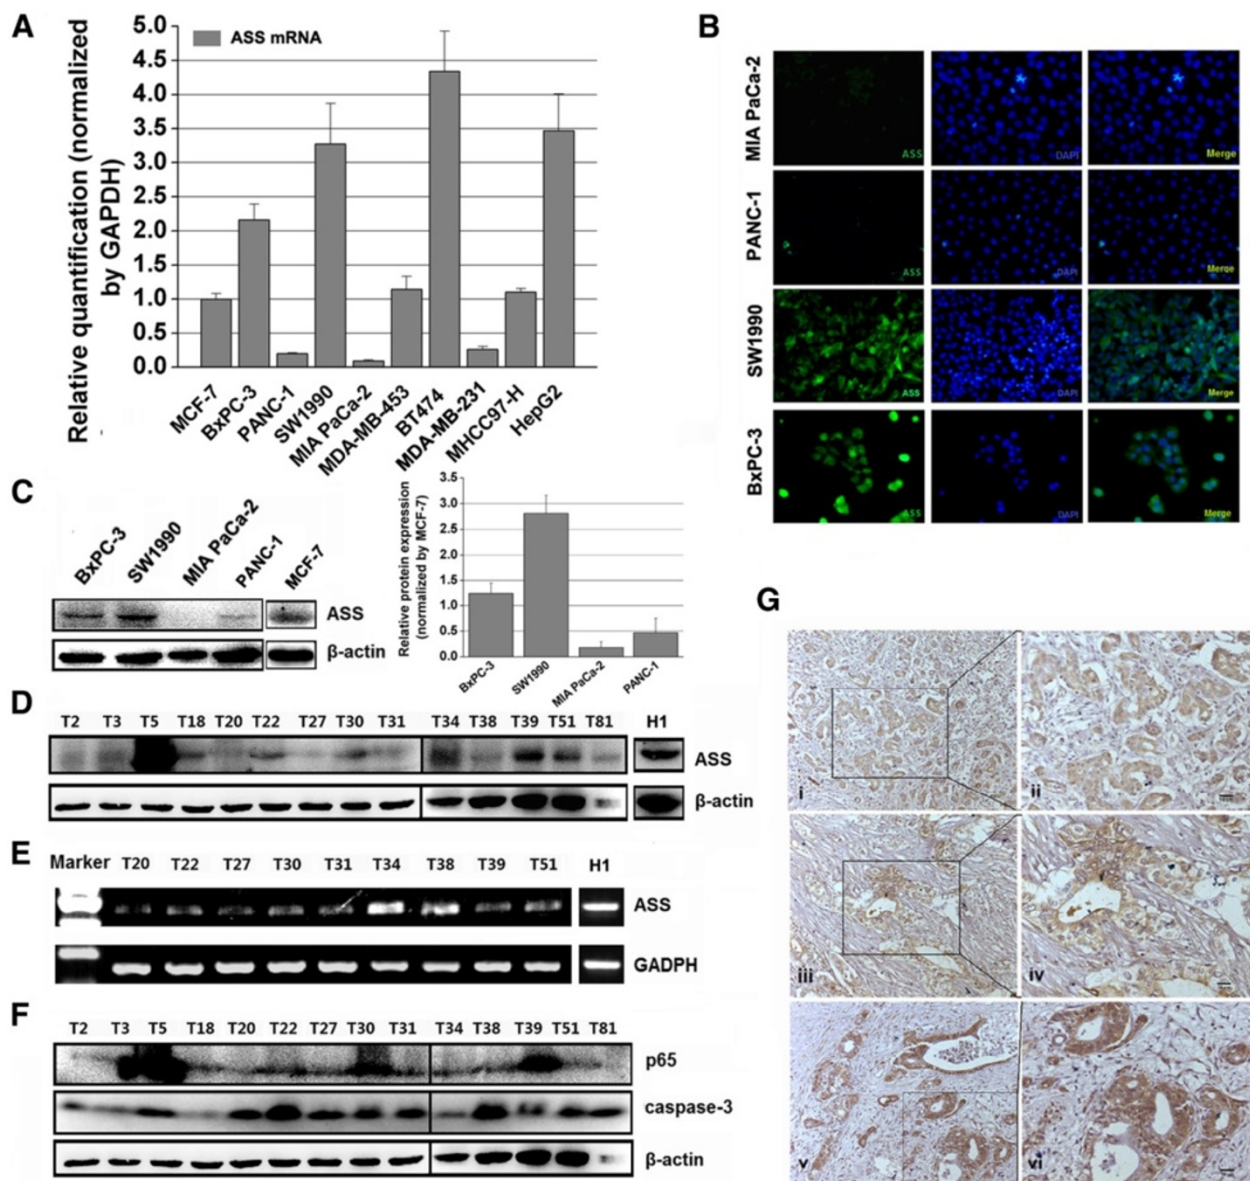 A
Relative quantification (normalized
by GAPDH)
ASS mRNA
5.0
4.5
4.0
3.5
3.0
2.5
2.0
1.5
1.0
0.5
0.0
MCF-7
BxPC-3
PANC-1
SW1990
MIA PaCa-2
MDA-MB-453
BT474
MDA-MB-231
MHCC97-H
HepG2
B
MIA PaCa-2
ASS DAPI Merge
PANC-1
ASS DAPI Merge
SW1990
ASS DAPI Merge
BxPC-3
ASS DAPI Merge
C
BxPC-3 SW1990 MIA PaCa-2 PANC-1 MCF-7
ASS
β-actin
Relative protein expression
(normalized by MCF-7)
3.5
3.0
2.5
2.0
1.5
1.0
0.5
0.0
BxPC-3
SW1990
MIA PaCa-2
PANC-1
D
T2 T3 T5 T18 T20 T22 T27 T30 T31 T34 T38 T39 T51 T81 H1
ASS
β-actin
E
Marker T20 T22 T27 T30 T31 T34 T38 T39 T51 H1
ASS
GADPH
F
T2 T3 T5 T18 T20 T22 T27 T30 T31 T34 T38 T39 T51 T81
p65
caspase-3
β-actin
G
i ii
iii iv
v vi